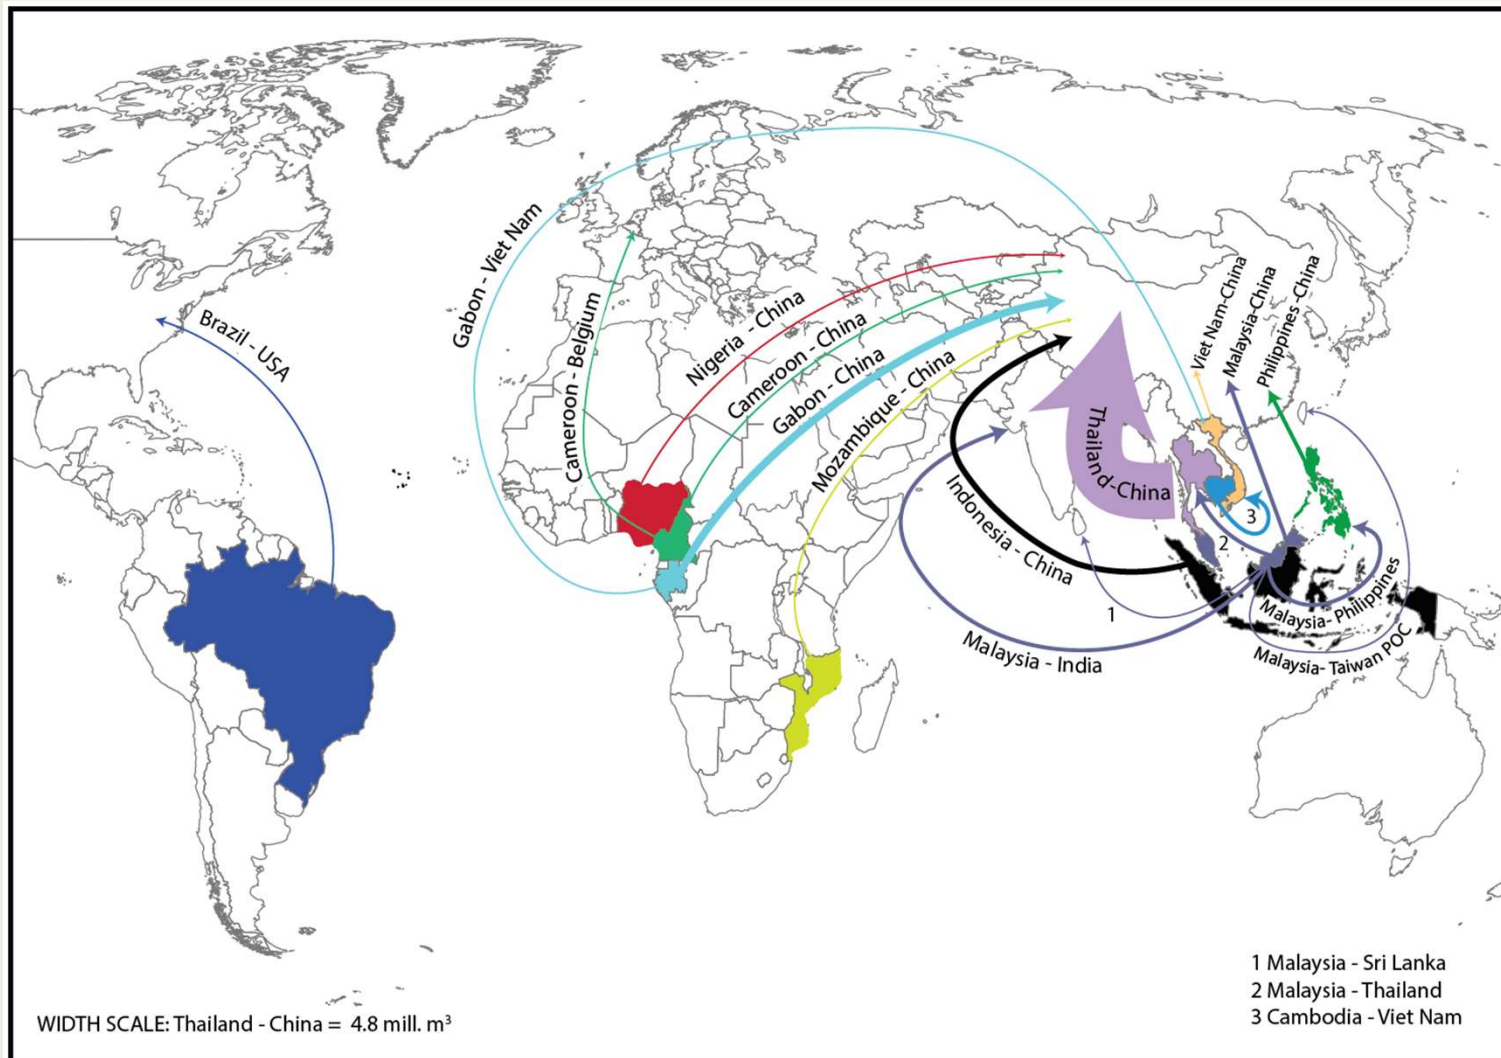 Gabon - Viet Nam
Brazil - USA
Cameroon - Belgium
Nigeria - China
Cameroon - China
Gabon - China
Mozambique - China
Indonesia - China
Thailand-China
Viet Nam-China
Malaysia-China
Philippines -China
3
2
1
Malaysia- Philippines
Malaysia- Taiwan POC
Malaysia - India
1 Malaysia - Sri Lanka
2 Malaysia - Thailand
3 Cambodia - Viet Nam
WIDTH SCALE: Thailand - China = 4.8 mill. m³